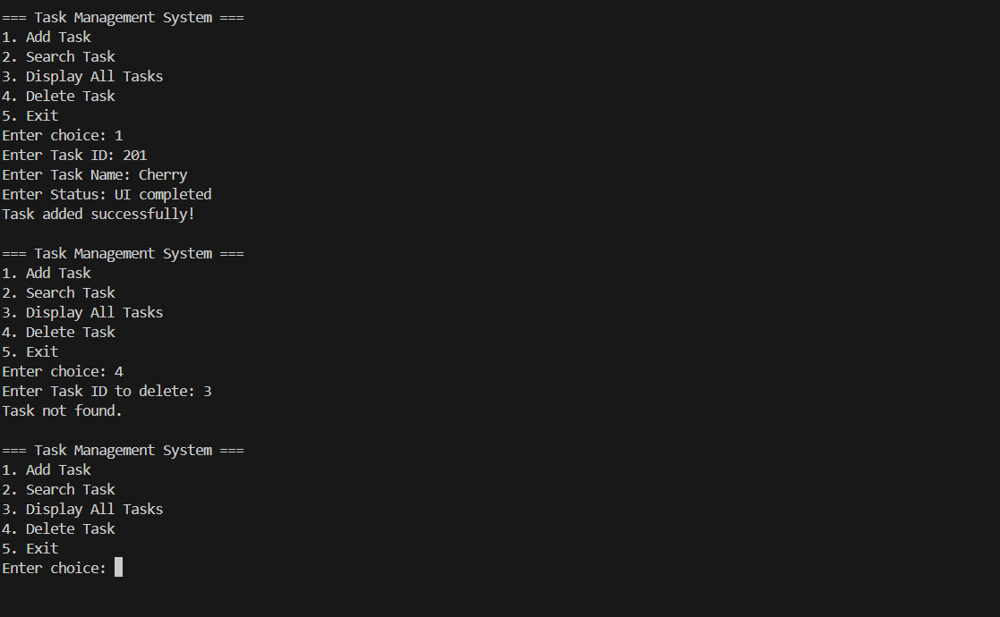 === Task Management System ===
1. Add Task
2. Search Task
3. Display All Tasks
4. Delete Task
5. Exit
Enter choice: 1
Enter Task ID: 201
Enter Task Name: Cherry
Enter Status: UI completed
Task added successfully!

=== Task Management System ===
1. Add Task
2. Search Task
3. Display All Tasks
4. Delete Task
5. Exit
Enter choice: 4
Enter Task ID to delete: 3
Task not found.

=== Task Management System ===
1. Add Task
2. Search Task
3. Display All Tasks
4. Delete Task
5. Exit
Enter choice: